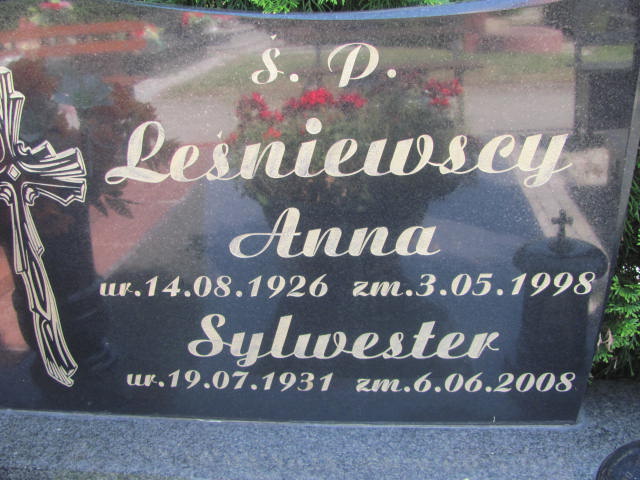 Ś. P.
Leśniewscy
Anna
ur.14.08.1926 zm.3.05.1998
Sylwester
ur.19.07.1931 zm.6.06.2008